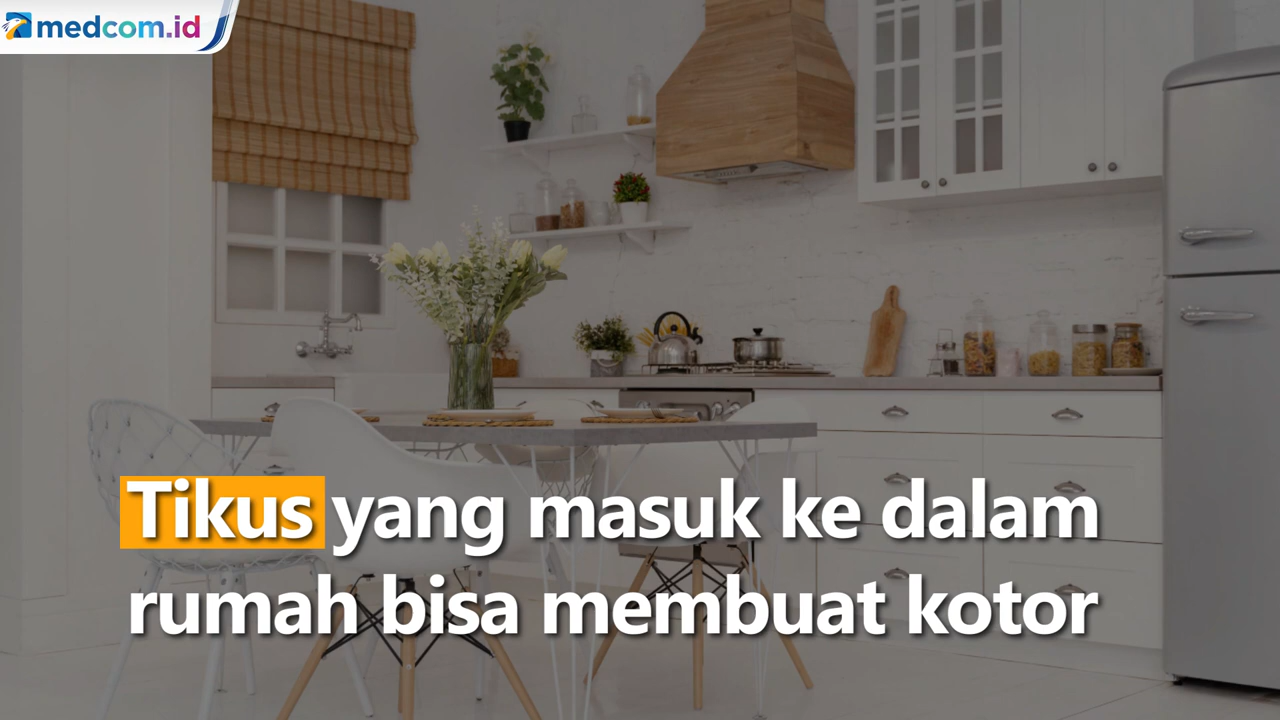 medcom.id
Tikus yang masuk ke dalam
rumah bisa membuat kotor